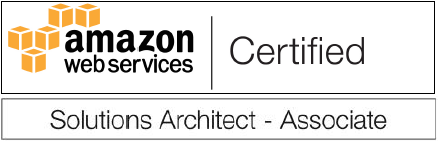 amazon
web services
Certified
Solutions Architect - Associate